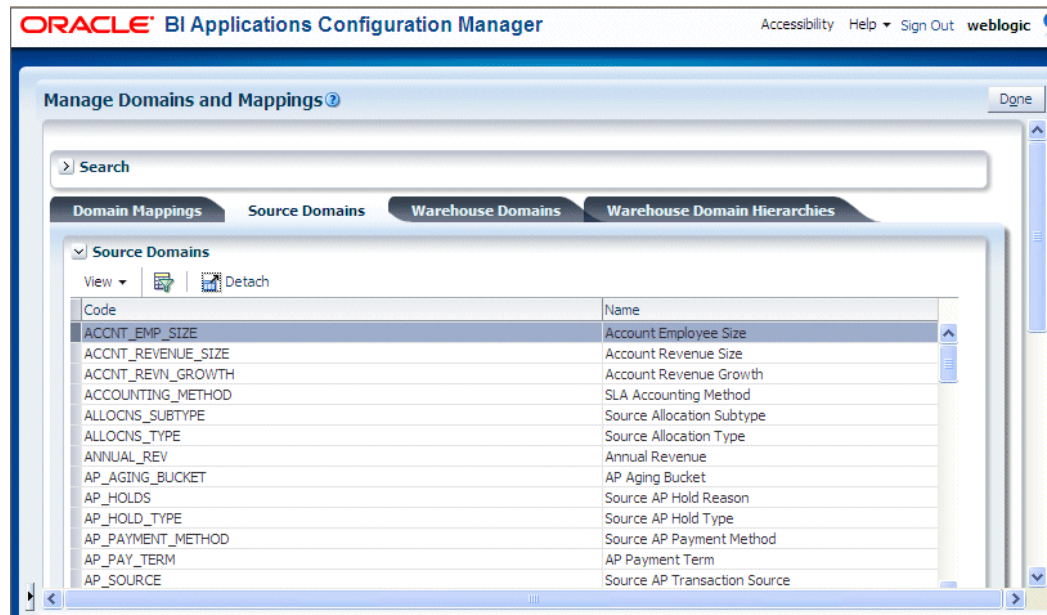 ORACLE BI Applications Configuration Manager Accessibility Help Sign Out weblogic
Manage Domains and Mappings Done
Search
Domain Mappings Source Domains Warehouse Domains Warehouse Domain Hierarchies
Source Domains
View Detach
Code Name
ACCNT_EMP_SIZE Account Employee Size
ACCNT_REVENUE_SIZE Account Revenue Size
ACCNT_REVN_GROWTH Account Revenue Growth
ACCOUNTING_METHOD SLA Accounting Method
ALLOCNS_SUBTYPE Source Allocation Subtype
ALLOCNS_TYPE Source Allocation Type
ANNUAL_REV Annual Revenue
AP_AGING_BUCKET AP Aging Bucket
AP_HOLDS Source AP Hold Reason
AP_HOLD_TYPE Source AP Hold Type
AP_PAYMENT_METHOD Source AP Payment Method
AP_PAY_TERM AP Payment Term
AP_SOURCE Source AP Transaction Source